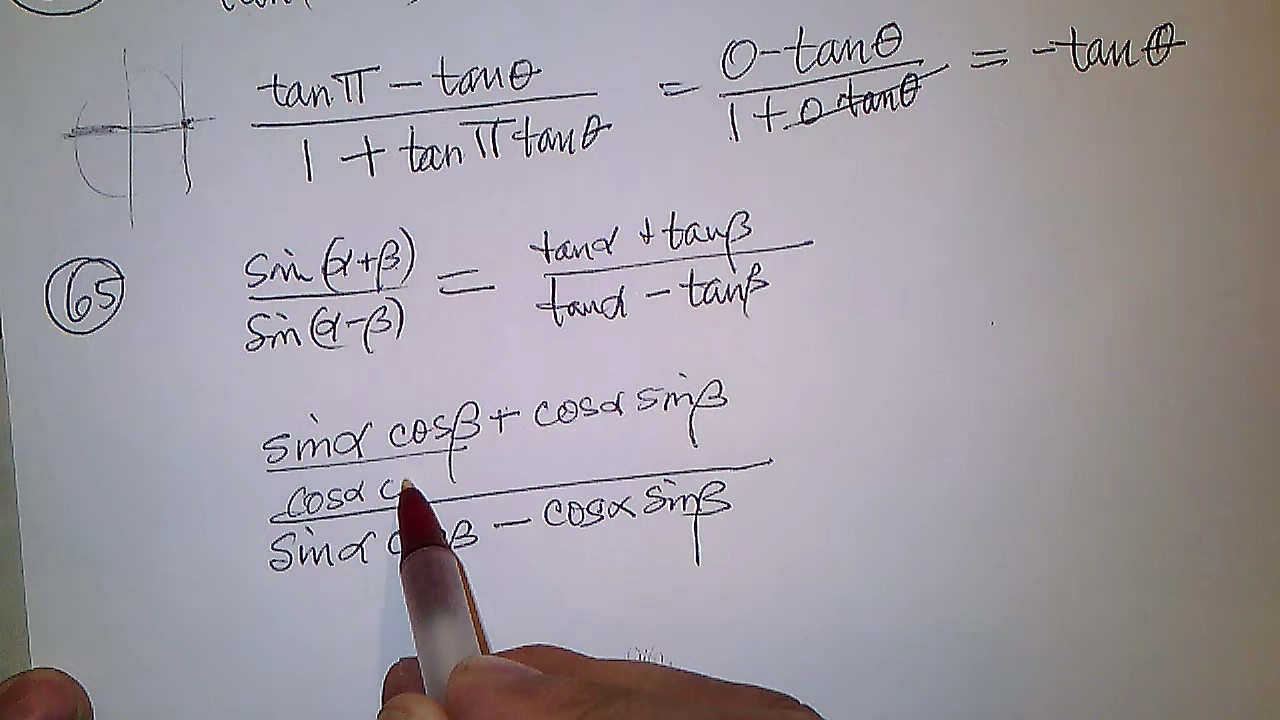 tanπ - tanθ / 1 + tanπ tanθ = 0 - tanθ / 1 + 0 tanθ = -tanθ
65 sin(α+β) / sin(α-β) = tanα + tanβ / tanα - tanβ
sinα cosβ + cosα sinβ
cosα c
sinα β - cosα sinβ